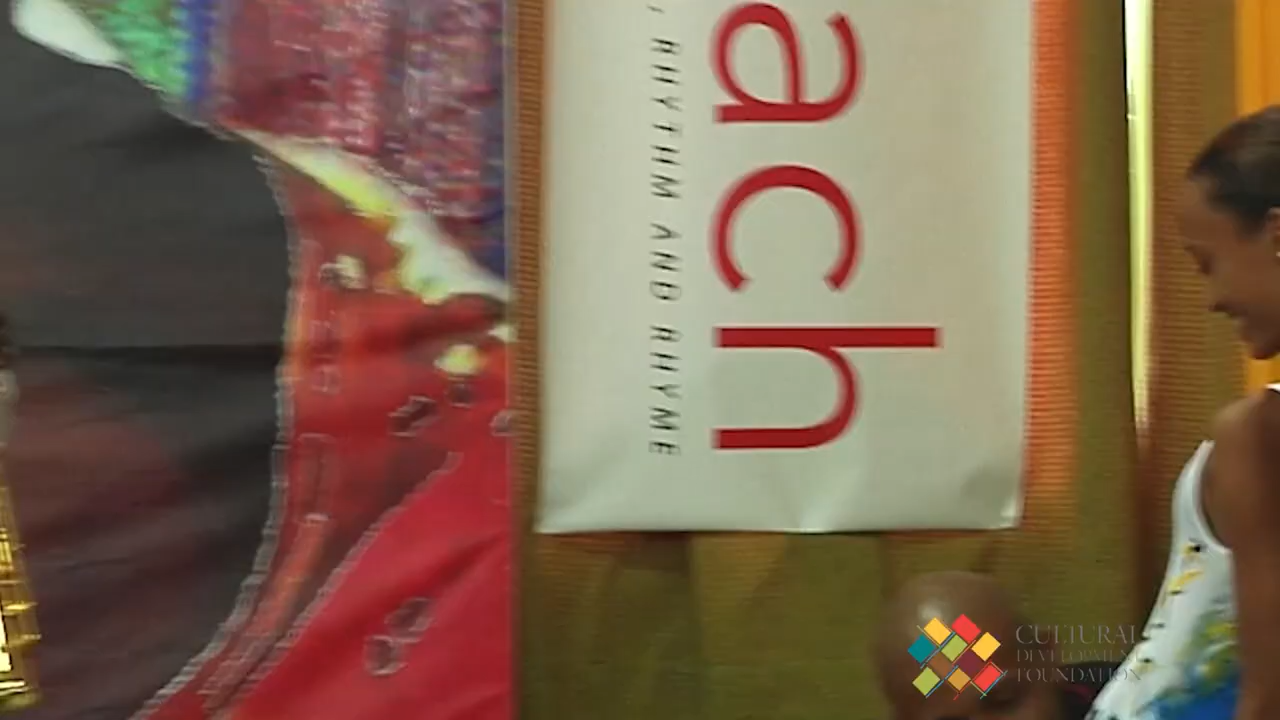 ach
, RHYTHM AND RHYME
CULTURAL
DEVELOPMENT
FOUNDATION